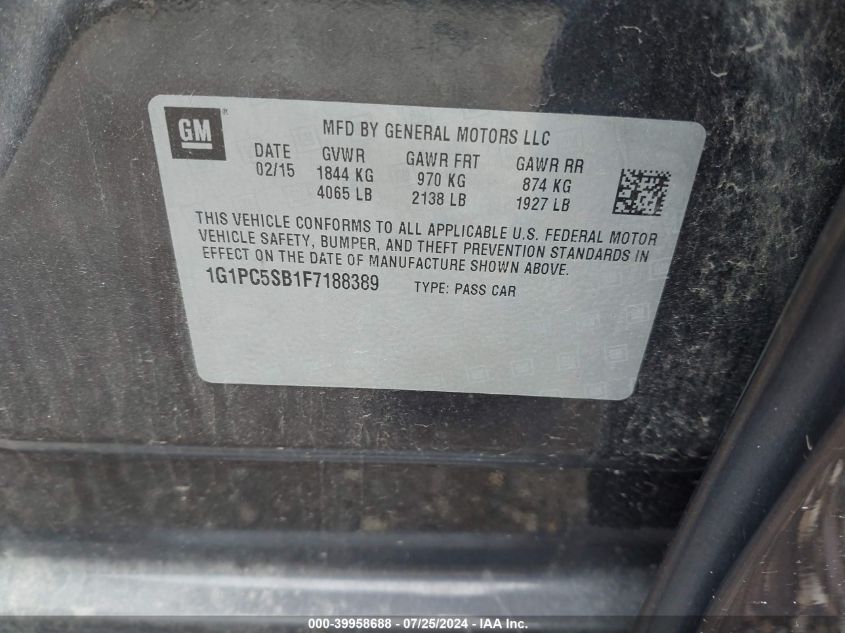 GM®
MFD BY GENERAL MOTORS LLC
DATE GVWR GAWR FRT GAWR RR
02/15 1844 KG 970 KG 874 KG
4065 LB 2138 LB 1927 LB
THIS VEHICLE CONFORMS TO ALL APPLICABLE U.S. FEDERAL MOTOR
VEHICLE SAFETY, BUMPER, AND THEFT PREVENTION STANDARDS IN
EFFECT ON THE DATE OF MANUFACTURE SHOWN ABOVE.
1G1PC5SB1F7188389 TYPE: PASS CAR
000-39958688 07/25/2024 IAA Inc.